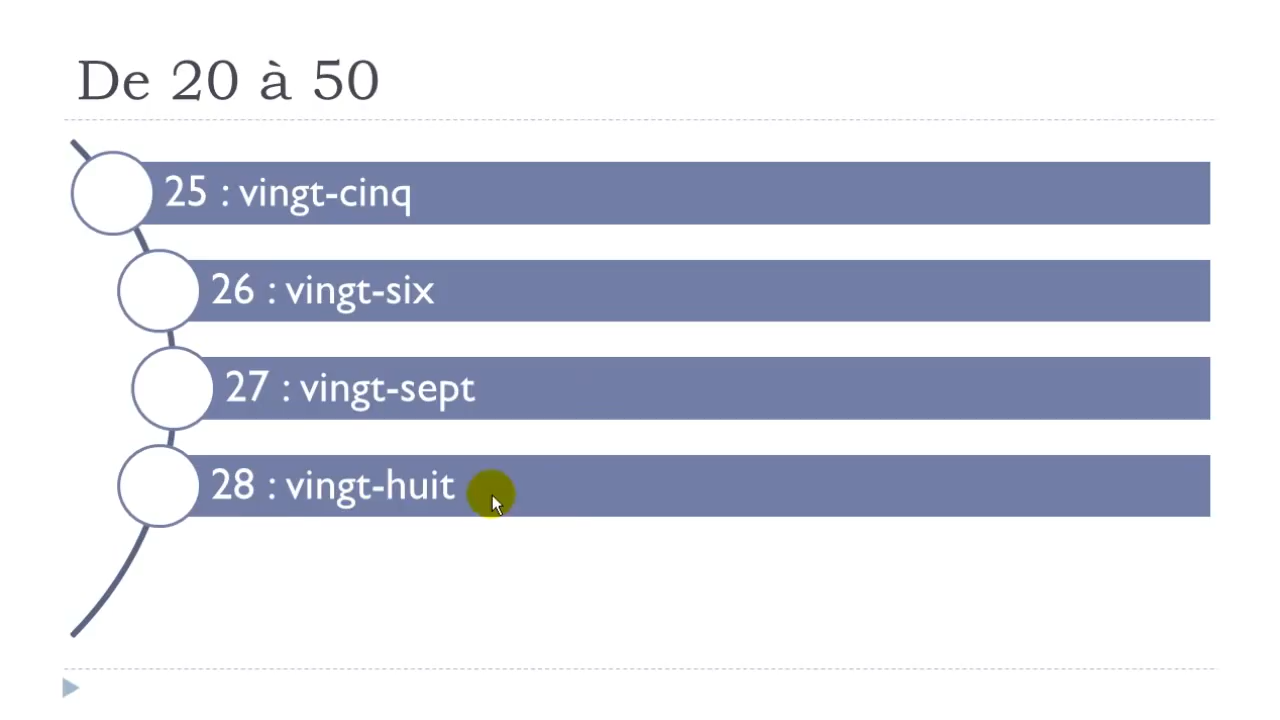 De 20 à 50
25 : vingt-cinq
26 : vingt-six
27 : vingt-sept
28 : vingt-huit